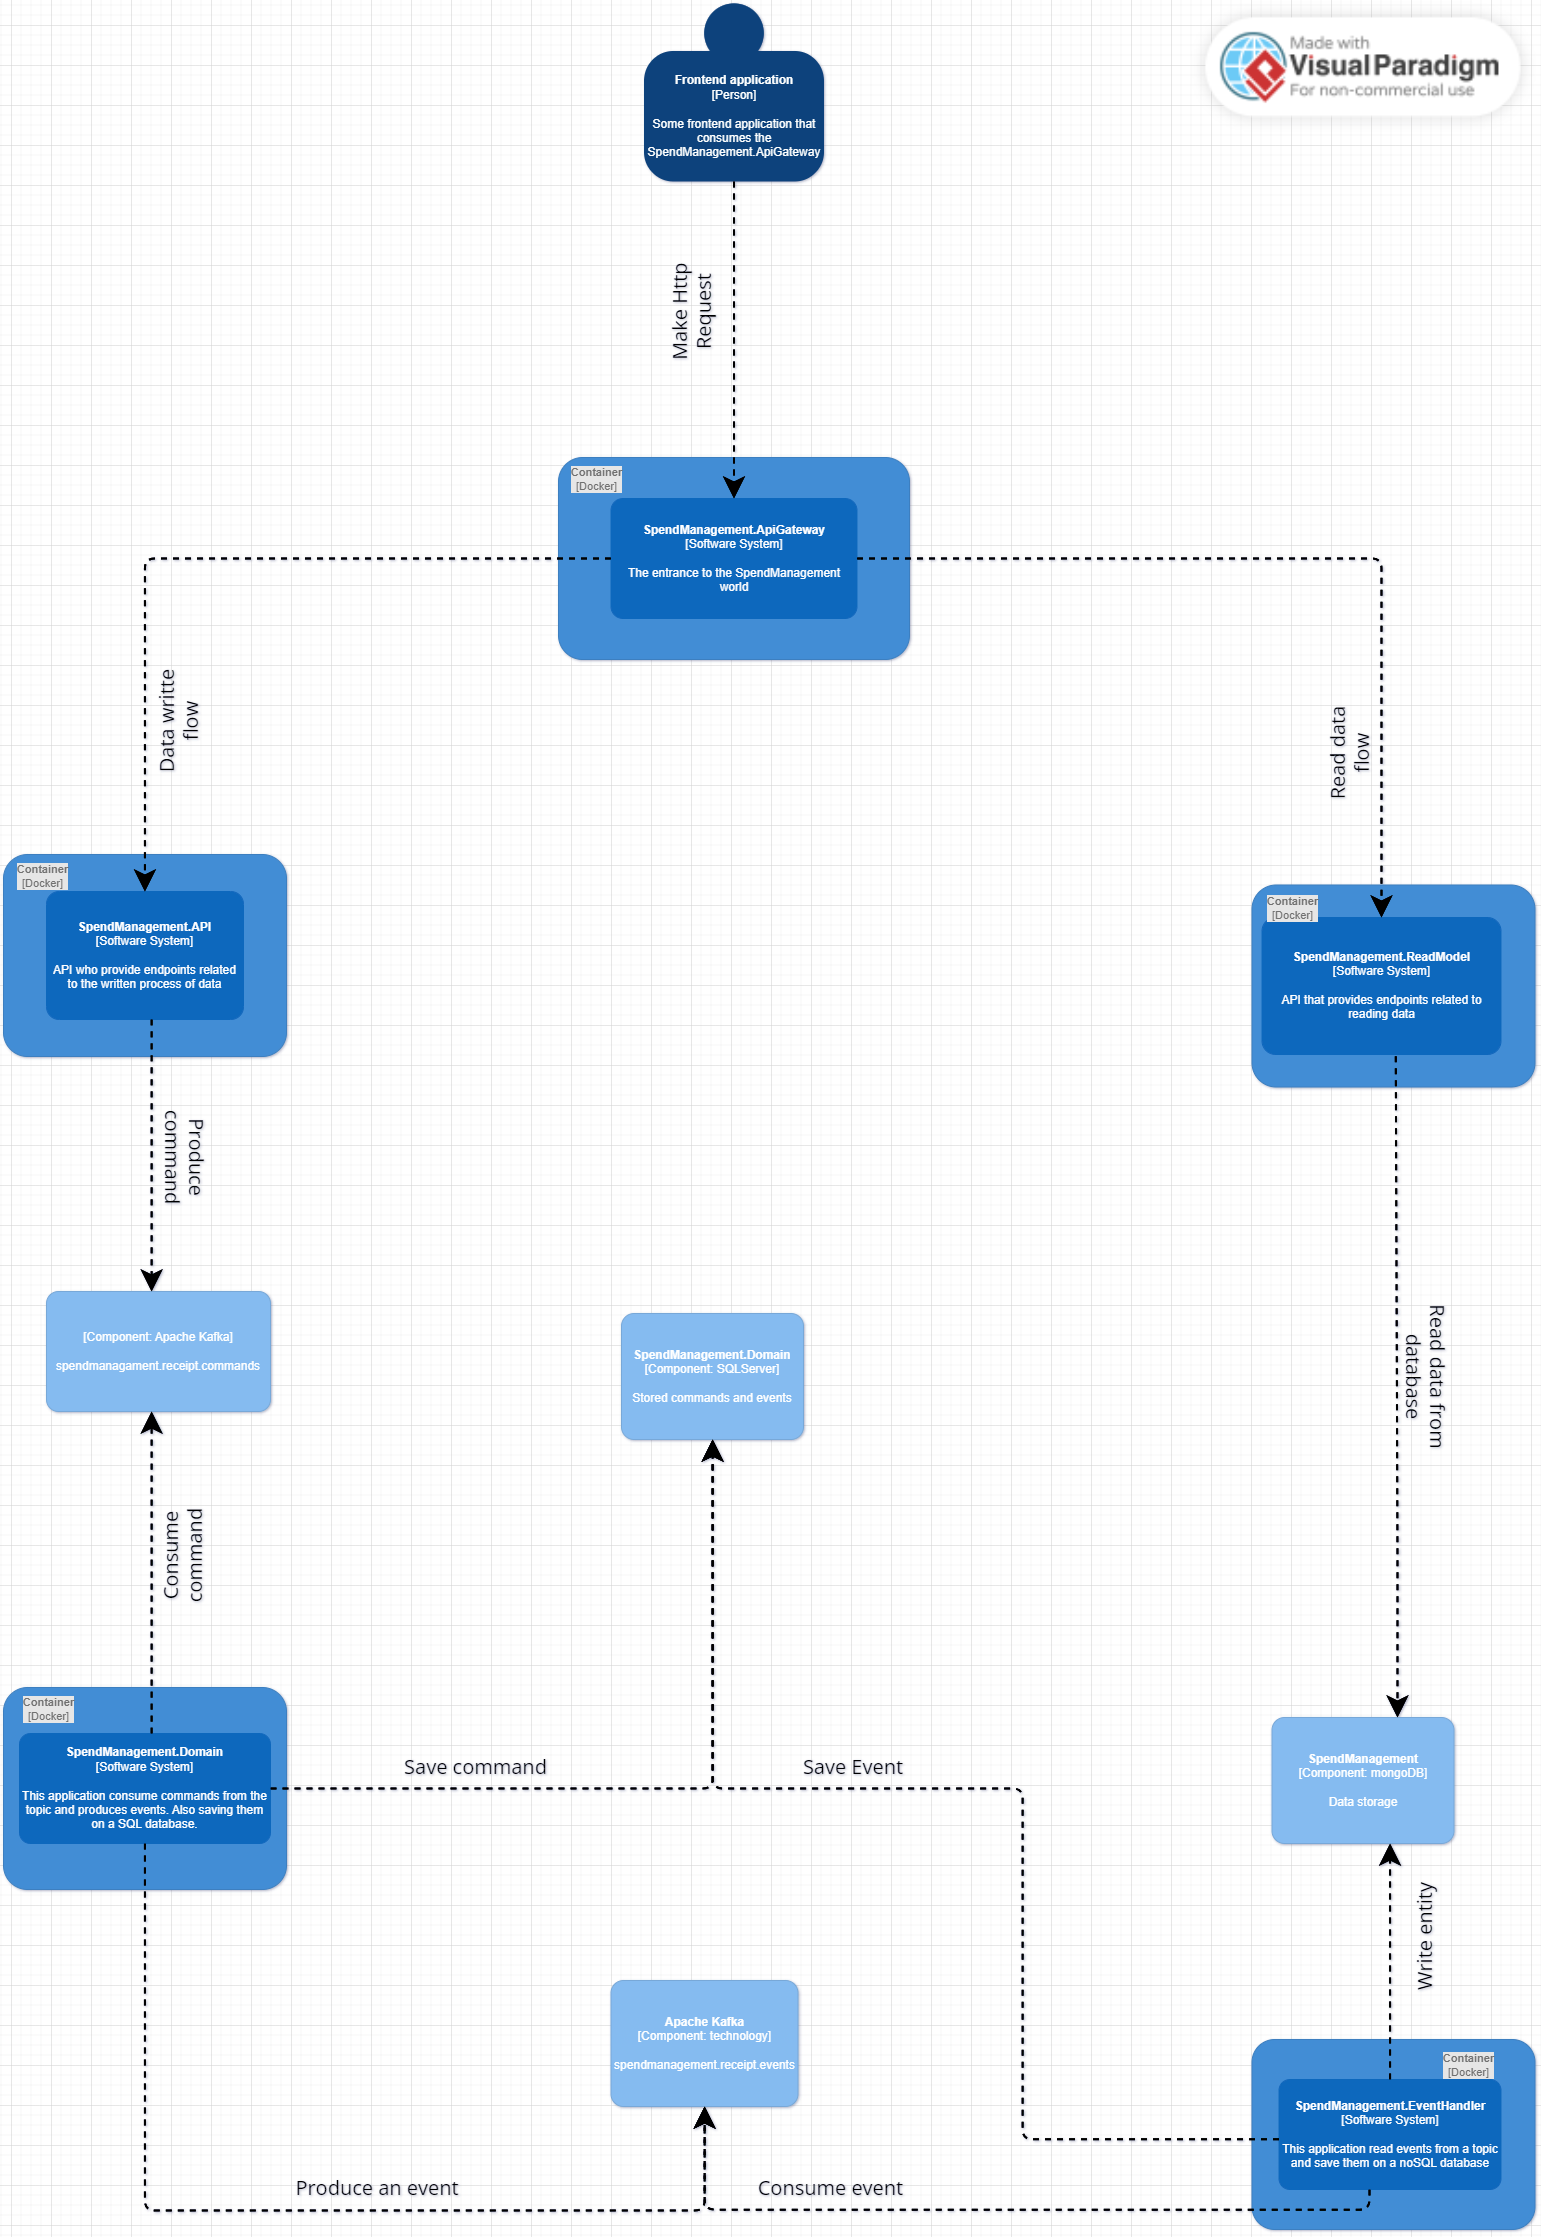 Made with
Visual Paradigm
For non-commercial use
Frontend application
[Person]
Some frontend application that
consumes the
SpendManagement.ApiGateway
Make Http
Request
Container
[Docker]
SpendManagement.ApiGateway
[Software System]
The entrance to the SpendManagement
world
Data writte
flow
Read data
flow
Container
[Docker]
SpendManagement.API
[Software System]
API who provide endpoints related
to the written process of data
Container
[Docker]
SpendManagement.ReadModel
[Software System]
API that provides endpoints related to
reading data
Produce
command
[Component: Apache Kafka]
spendmanagament.receipt.commands
SpendManagement.Domain
[Component: SQLServer]
Stored commands and events
Read data from
database
Consume
command
Container
[Docker]
SpendManagement.Domain
[Software System]
This application consume commands from the
topic and produces events. Also saving them
on a SQL database.
Save command
Save Event
SpendManagement
[Component: mongoDB]
Data storage
Write entity
Apache Kafka
[Component: technology]
spendmanagement.receipt.events
Container
[Docker]
SpendManagement.EventHandler
[Software System]
This application read events from a topic
and save them on a noSQL database
Produce an event
Consume event